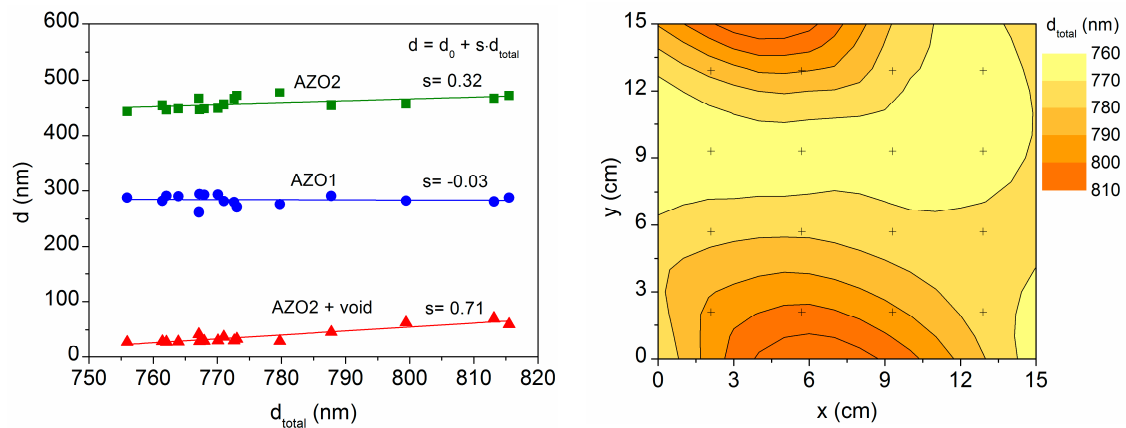 600
500
400
300
200
100
0
d (nm)
d = d0 + s·dtotal
AZO2
s= 0.32
AZO1
s= -0.03
AZO2 + void
s= 0.71
750 760 770 780 790 800 810 820
dtotal (nm)
15
12
9
6
3
0
y (cm)
0 3 6 9 12 15
x (cm)
dtotal (nm)
760
770
780
790
800
810